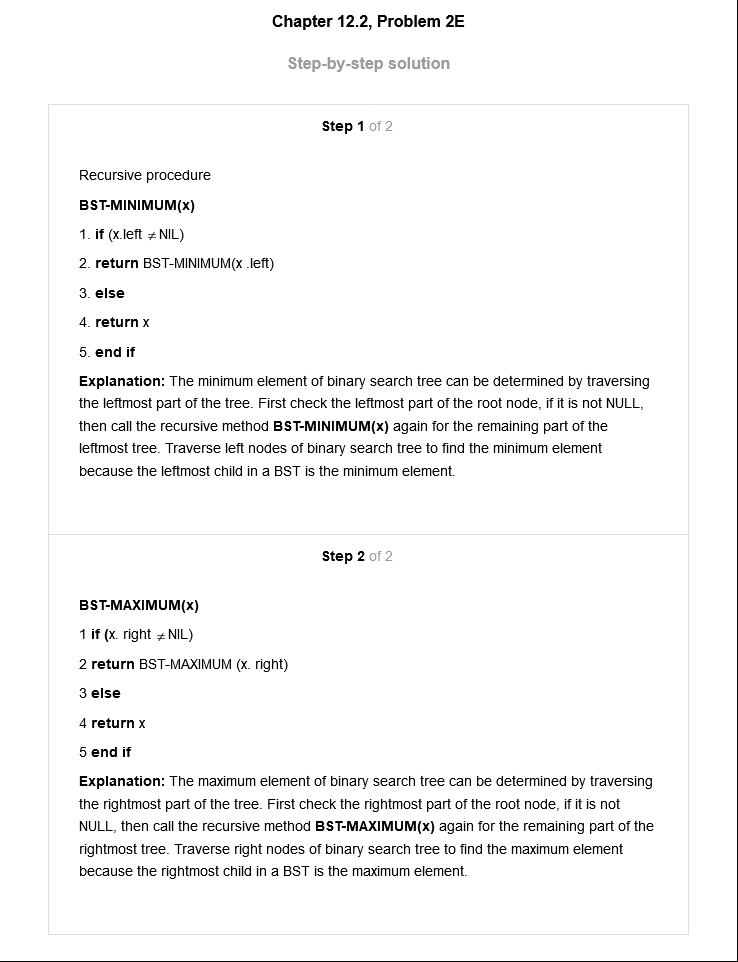 Chapter 12.2, Problem 2E
Step-by-step solution
Step 1 of 2
Recursive procedure
BST-MINIMUM(x)
1. if (x.left ≠ NIL)
2. return BST-MINIMUM(x .left)
3. else
4. return x
5. end if
Explanation: The minimum element of binary search tree can be determined by traversing
the leftmost part of the tree. First check the leftmost part of the root node, if it is not NULL,
then call the recursive method BST-MINIMUM(x) again for the remaining part of the
leftmost tree. Traverse left nodes of binary search tree to find the minimum element
because the leftmost child in a BST is the minimum element.
Step 2 of 2
BST-MAXIMUM(x)
1 if (x. right ≠ NIL)
2 return BST-MAXIMUM (x. right)
3 else
4 return x
5 end if
Explanation: The maximum element of binary search tree can be determined by traversing
the rightmost part of the tree. First check the rightmost part of the root node, if it is not
NULL, then call the recursive method BST-MAXIMUM(x) again for the remaining part of the
rightmost tree. Traverse right nodes of binary search tree to find the maximum element
because the rightmost child in a BST is the maximum element.